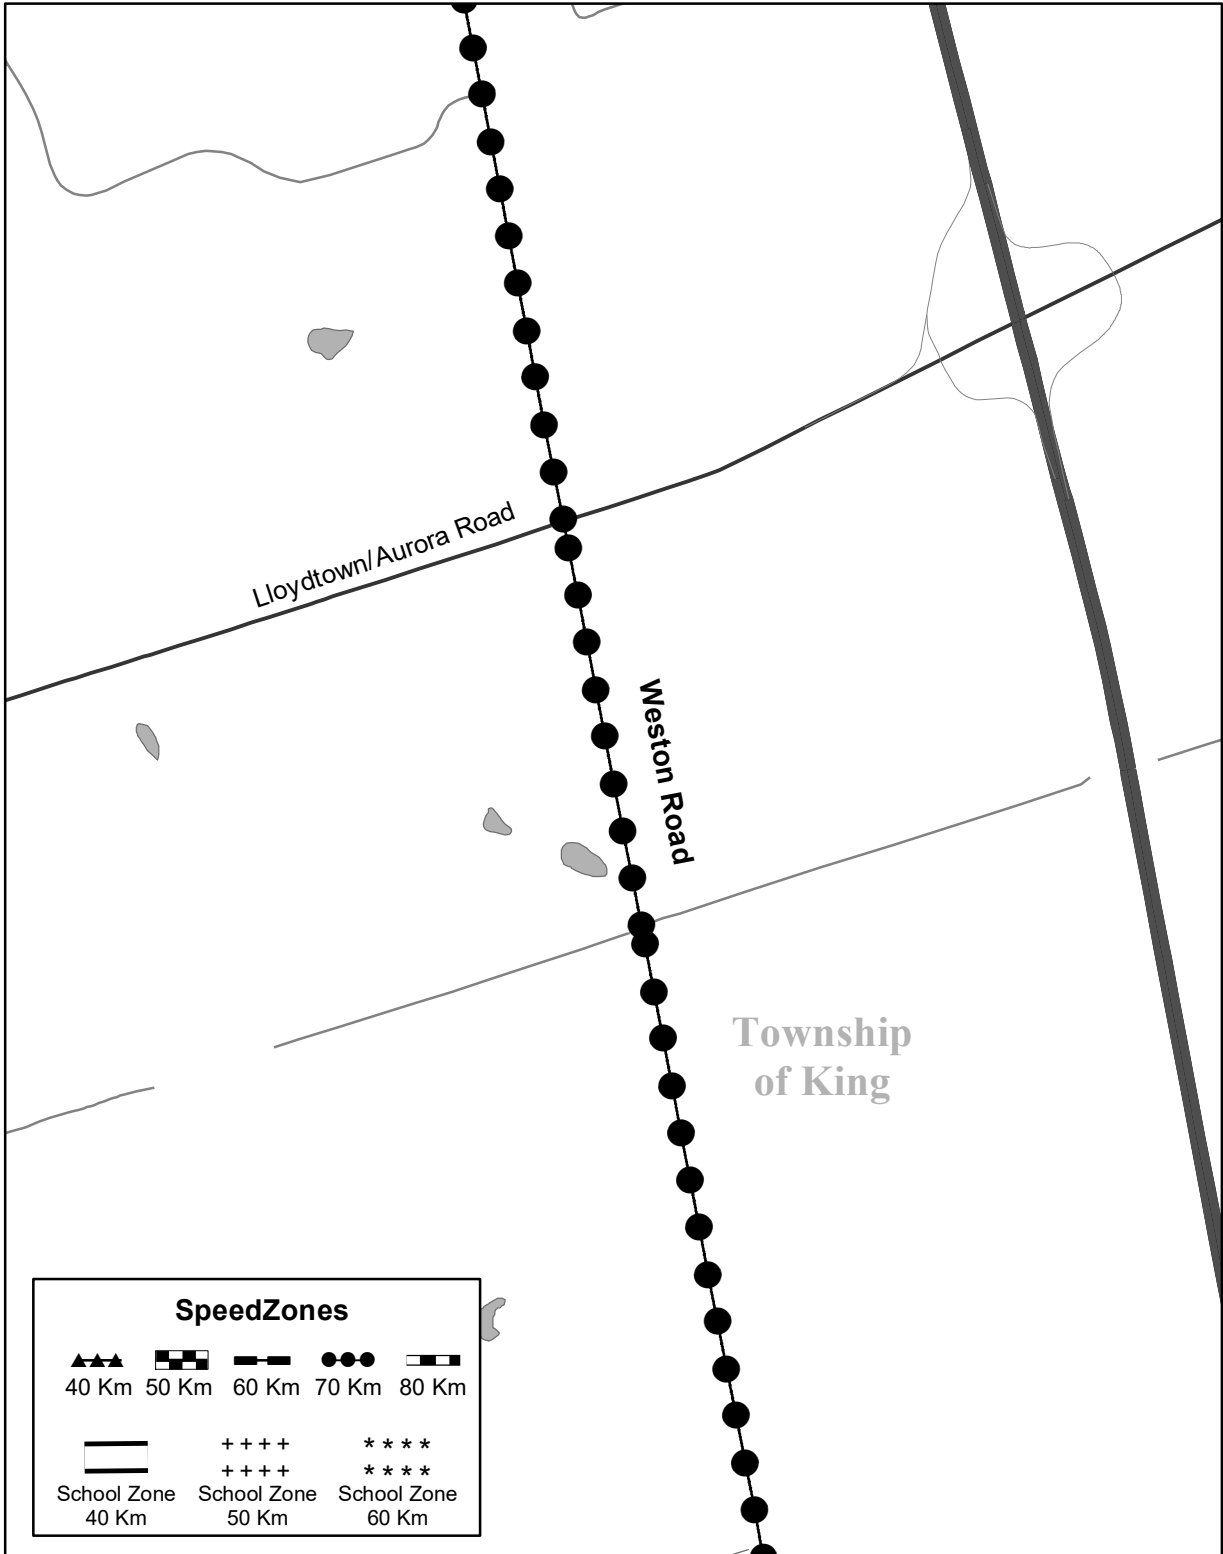 Lloydtown/Aurora Road
Weston Road
Township
of King
SpeedZones
40 Km 50 Km 60 Km 70 Km 80 Km
++++ ****
++++ ****
School Zone School Zone School Zone
40 Km 50 Km 60 Km